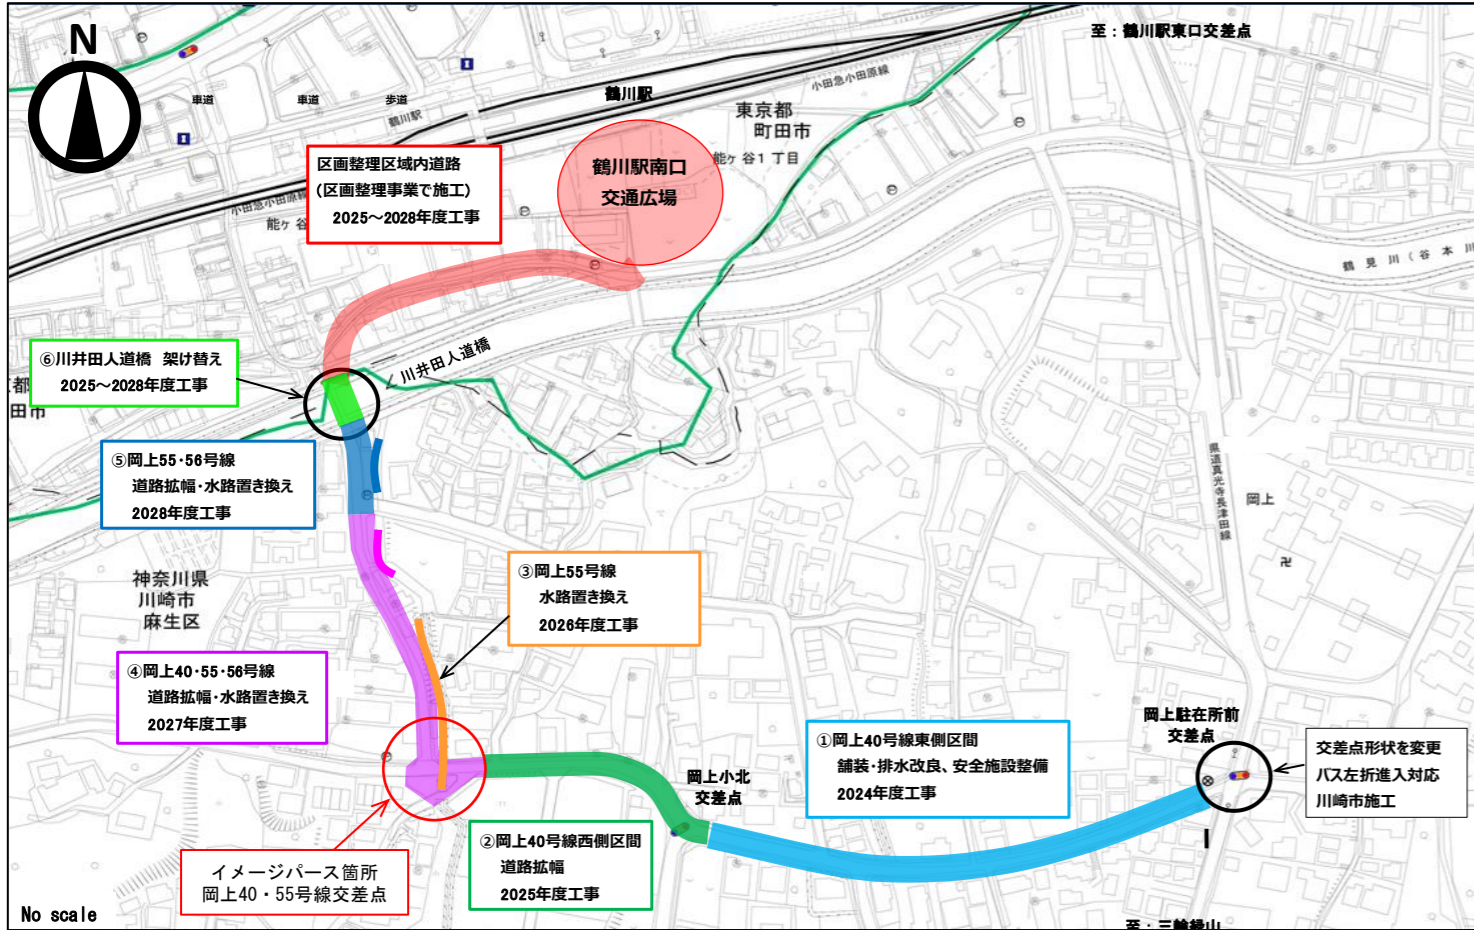 N
至：鶴川駅東口交差点
車道
車道
歩道
鶴川駅
鶴川駅
小田急小田原線
東京都
町田市
能ヶ谷1丁目
区画整理区域内道路
(区画整理事業で施工)
2025～2028年度工事
鶴川駅南口
交通広場
小田急小田原線
能ヶ谷
鶴見川(谷本川
⑥川井田人道橋 架け替え
2025～2028年度工事
川井田人道橋
京都
田市
⑤岡上55・56号線
道路拡幅・水路置き換え
2028年度工事
県道真光寺長津田線
岡上
神奈川県
川崎市
麻生区
③岡上55号線
水路置き換え
2026年度工事
④岡上40・55・56号線
道路拡幅・水路置き換え
2027年度工事
岡上駐在所前
交差点
①岡上40号線東側区間
舗装・排水改良、安全施設整備
2024年度工事
交差点形状を変更
バス左折進入対応
川崎市施工
岡上小北
交差点
②岡上40号線西側区間
道路拡幅
2025年度工事
イメージパース箇所
岡上40・55号線交差点
No scale
至：三輪緑山